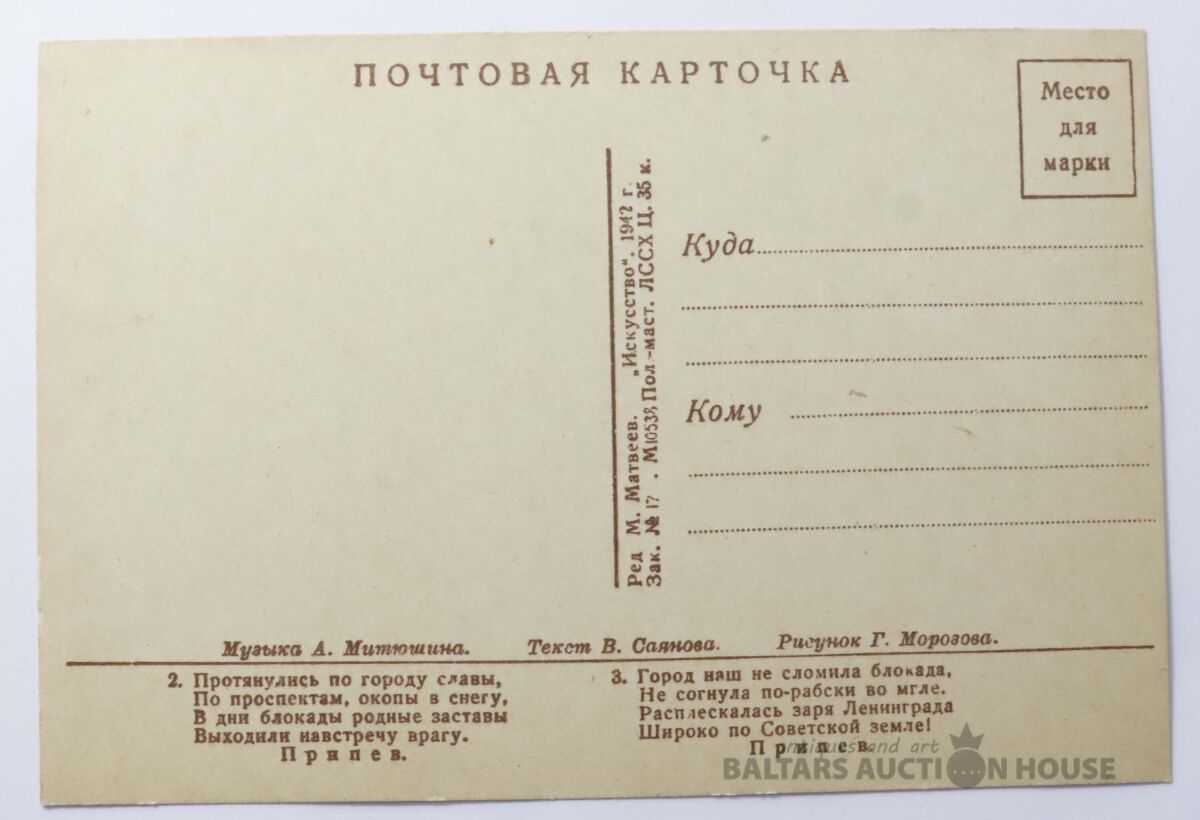 ПОЧТОВАЯ КАРТОЧКА
Место
для
марки
Ред М. Матвеев. „Искусство“. 1942 г.
Зак. № 17. М10538 Пол.-маст. ЛССХ Ц. 35 к.
Куда
Кому
Музыка А. Митюшина. Текст В. Саянова. Рисунок Г. Морозова.
2. Протянулись по городу славы,
По проспектам, окопы в снегу,
В дни блокады родные заставы
Выходили навстречу врагу.
Припев.
3. Город наш не сломила блокада,
Не согнула по-рабски во мгле.
Расплескалась заря Ленинграда
Широко по Советской земле!
Припев.
antiques and art
BALTARS AUCTION HOUSE